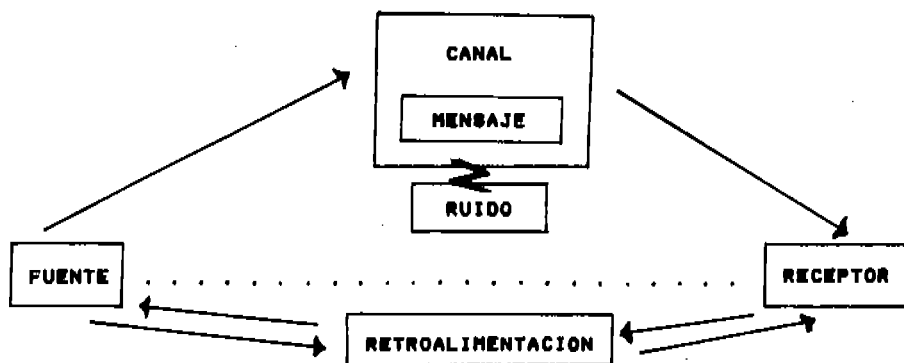 CANAL
MENSAJE
RUIDO
FUENTE
RECEPTOR
RETROALIMENTACION